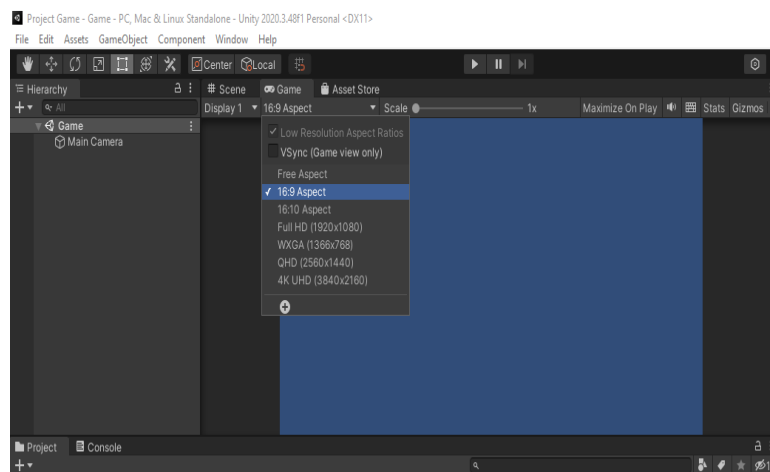 Project Game - Game - PC, Mac & Linux Standalone - Unity 2020.3.48f1 Personal <DX11>
File Edit Assets GameObject Component Window Help
Center Local
Hierarchy # Scene Game Asset Store
All Display 1 16:9 Aspect Scale 1x Maximize On Play Stats Gizmos
Game
Main Camera
Low Resolution Aspect Ratios
VSync (Game view only)
Free Aspect
16:9 Aspect
16:10 Aspect
Full HD (1920x1080)
WXGA (1366x768)
QHD (2560x1440)
4K UHD (3840x2160)
Project Console